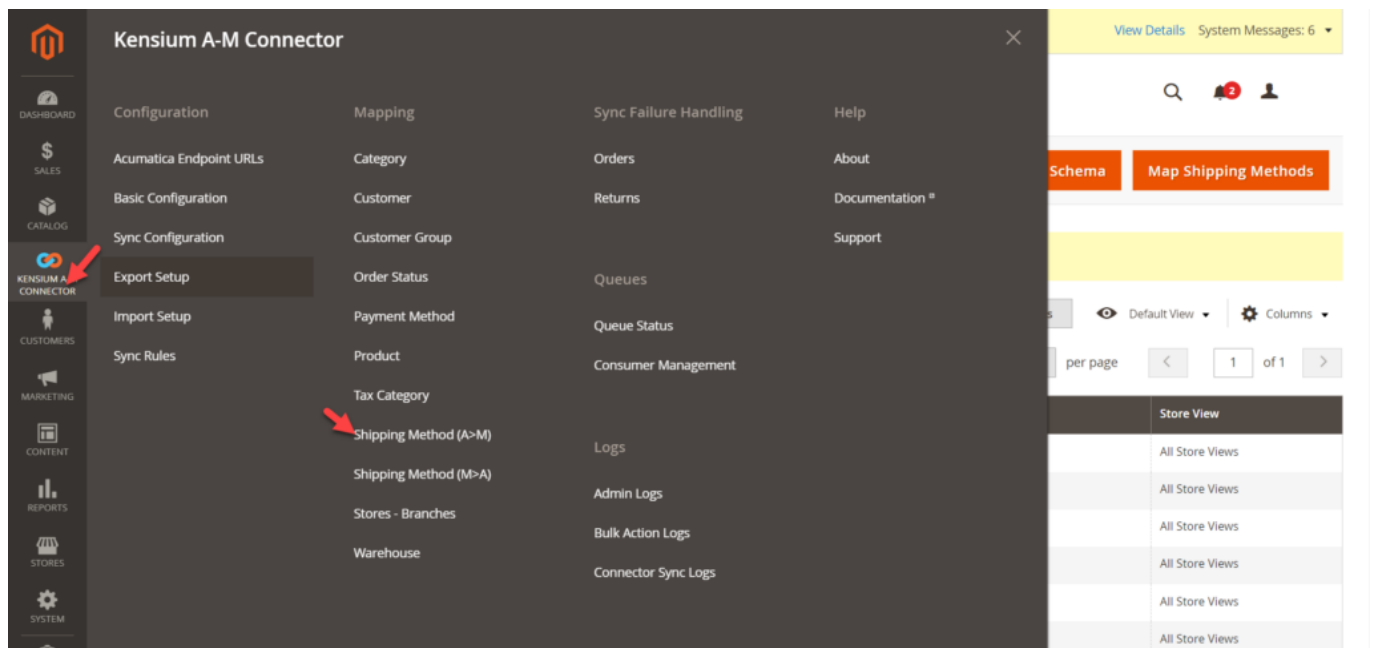 DASHBOARD
SALES
CATALOG
KENSIUM A-
CONNECTOR
CUSTOMERS
MARKETING
CONTENT
REPORTS
STORES
SYSTEM
Kensium A-M Connector
Configuration
Acumatica Endpoint URLs
Basic Configuration
Sync Configuration
Export Setup
Import Setup
Sync Rules
Mapping
Category
Customer
Customer Group
Order Status
Payment Method
Product
Tax Category
Shipping Method (A>M)
Shipping Method (M>A)
Stores - Branches
Warehouse
Sync Failure Handling
Orders
Returns
Queues
Queue Status
Consumer Management
Logs
Admin Logs
Bulk Action Logs
Connector Sync Logs
Help
About
Documentation
Support
View Details System Messages: 6
2
Schema Map Shipping Methods
s Default View Columns
per page 1 of 1
Store View
All Store Views
All Store Views
All Store Views
All Store Views
All Store Views
All Store Views